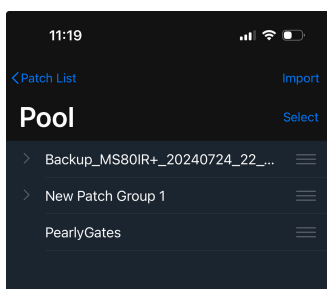 11:19
Patch List
Import
Pool
Select
Backup_MS80IR+_20240724_22_...
New Patch Group 1
PearlyGates